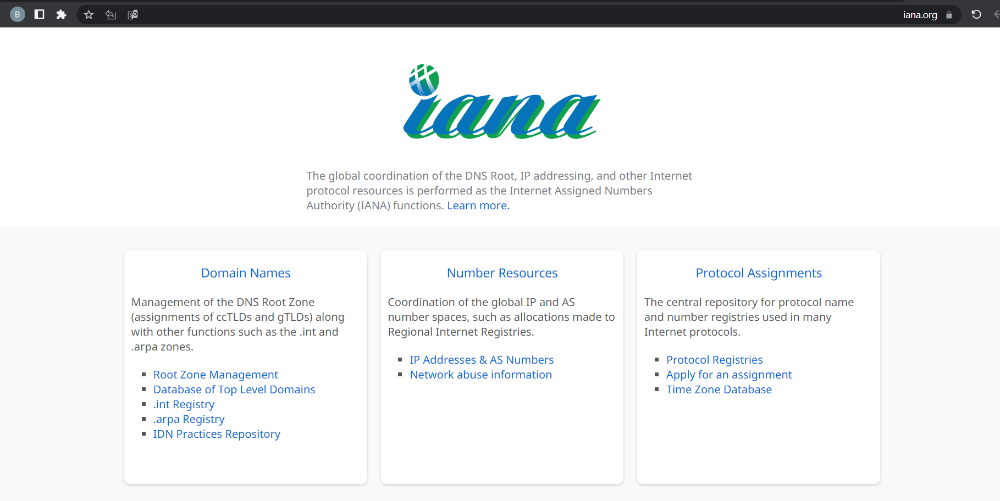 B
iana.org
iana
The global coordination of the DNS Root, IP addressing, and other Internet
protocol resources is performed as the Internet Assigned Numbers
Authority (IANA) functions. Learn more.
Domain Names
Management of the DNS Root Zone
(assignments of ccTLDs and gTLDs) along
with other functions such as the .int and
.arpa zones.
Root Zone Management
Database of Top Level Domains
.int Registry
.arpa Registry
IDN Practices Repository
Number Resources
Coordination of the global IP and AS
number spaces, such as allocations made to
Regional Internet Registries.
IP Addresses & AS Numbers
Network abuse information
Protocol Assignments
The central repository for protocol name
and number registries used in many
Internet protocols.
Protocol Registries
Apply for an assignment
Time Zone Database